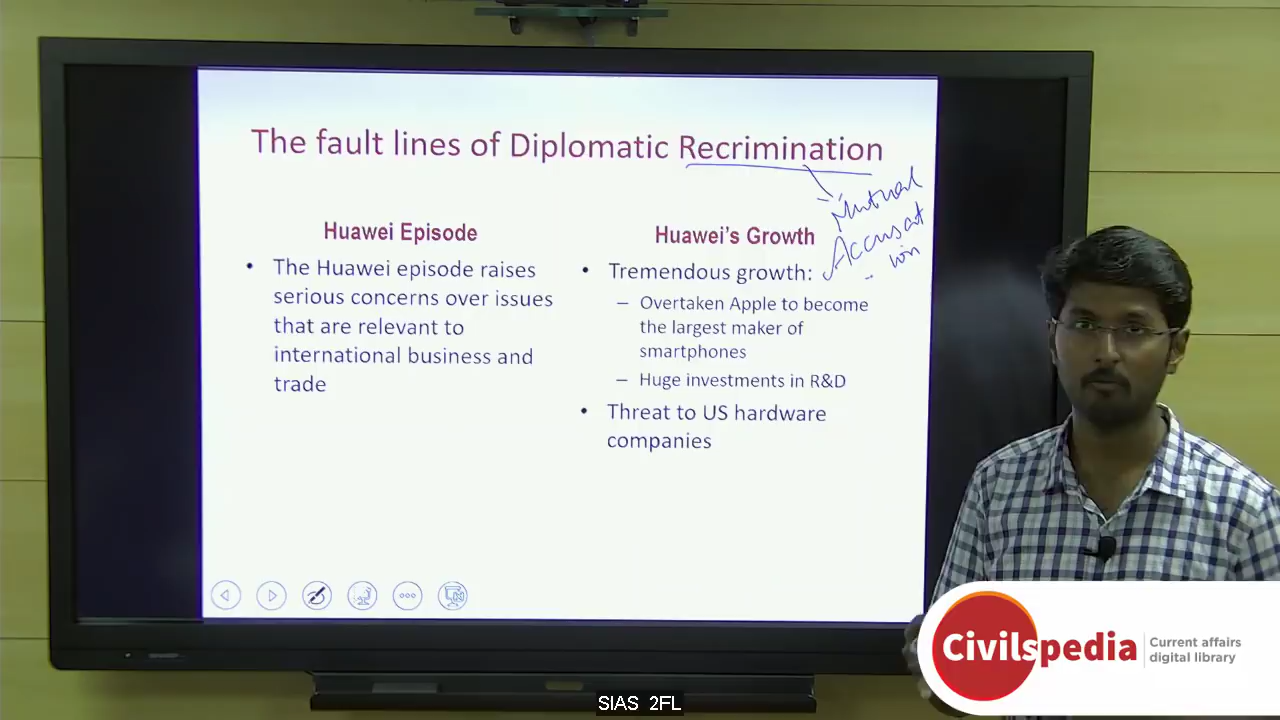 The fault lines of Diplomatic Recrimination
Mutual
Accusat
- ion
Huawei Episode
• The Huawei episode raises
serious concerns over issues
that are relevant to
international business and
trade
Huawei's Growth
• Tremendous growth:
– Overtaken Apple to become
the largest maker of
smartphones
– Huge investments in R&D
• Threat to US hardware
companies
Civilspedia
Current affairs
digital library
SIAS 2FL